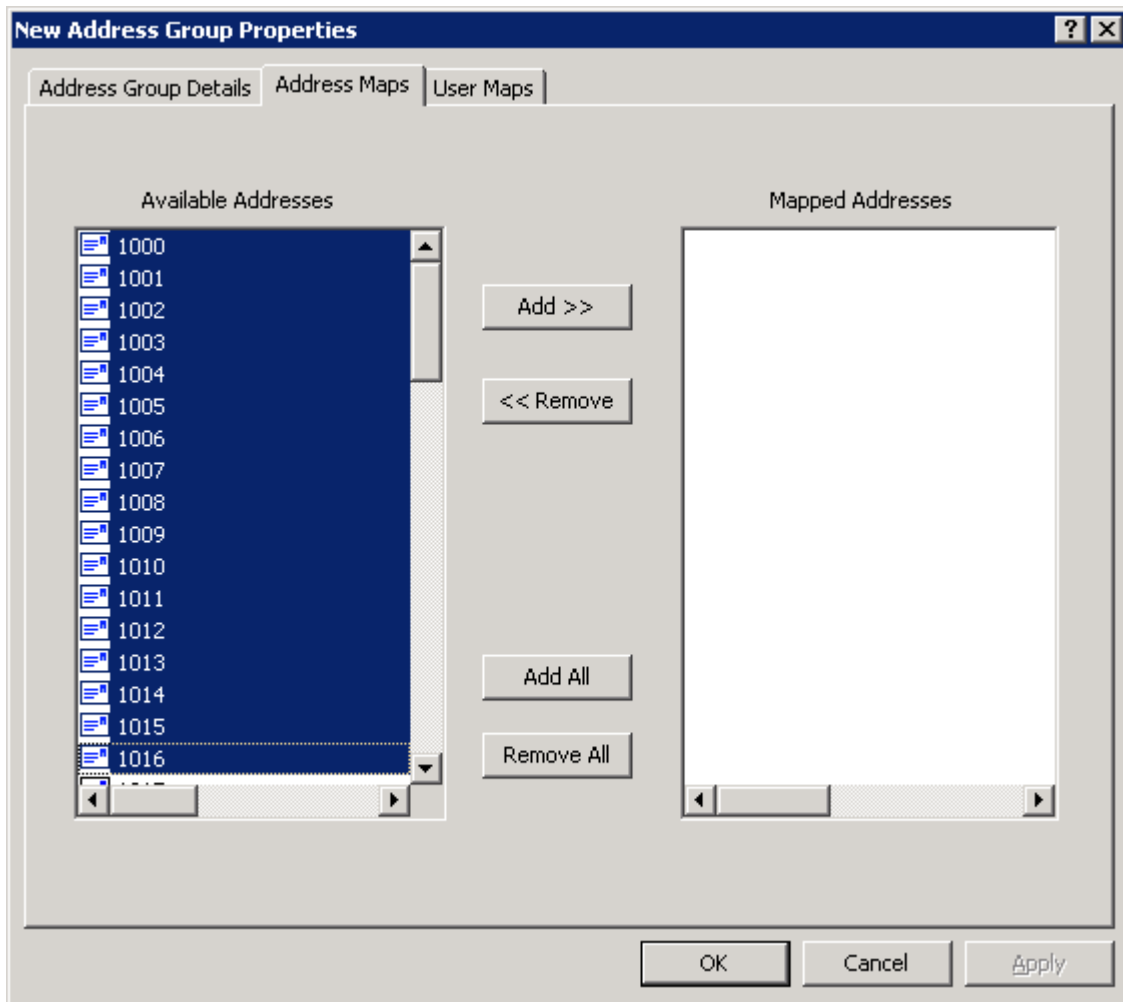 New Address Group Properties
Address Group Details Address Maps User Maps
Available Addresses Mapped Addresses
1000
1001
1002
1003
1004
1005
1006
1007
1008
1009
1010
1011
1012
1013
1014
1015
1016
Add >>
<< Remove
Add All
Remove All
OK Cancel Apply